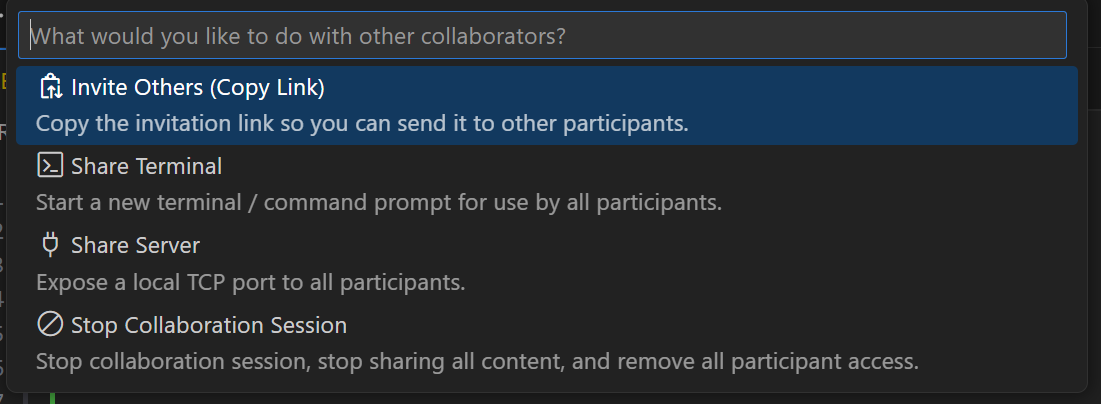 What would you like to do with other collaborators?
Invite Others (Copy Link)
Copy the invitation link so you can send it to other participants.
Share Terminal
Start a new terminal / command prompt for use by all participants.
Share Server
Expose a local TCP port to all participants.
Stop Collaboration Session
Stop collaboration session, stop sharing all content, and remove all participant access.